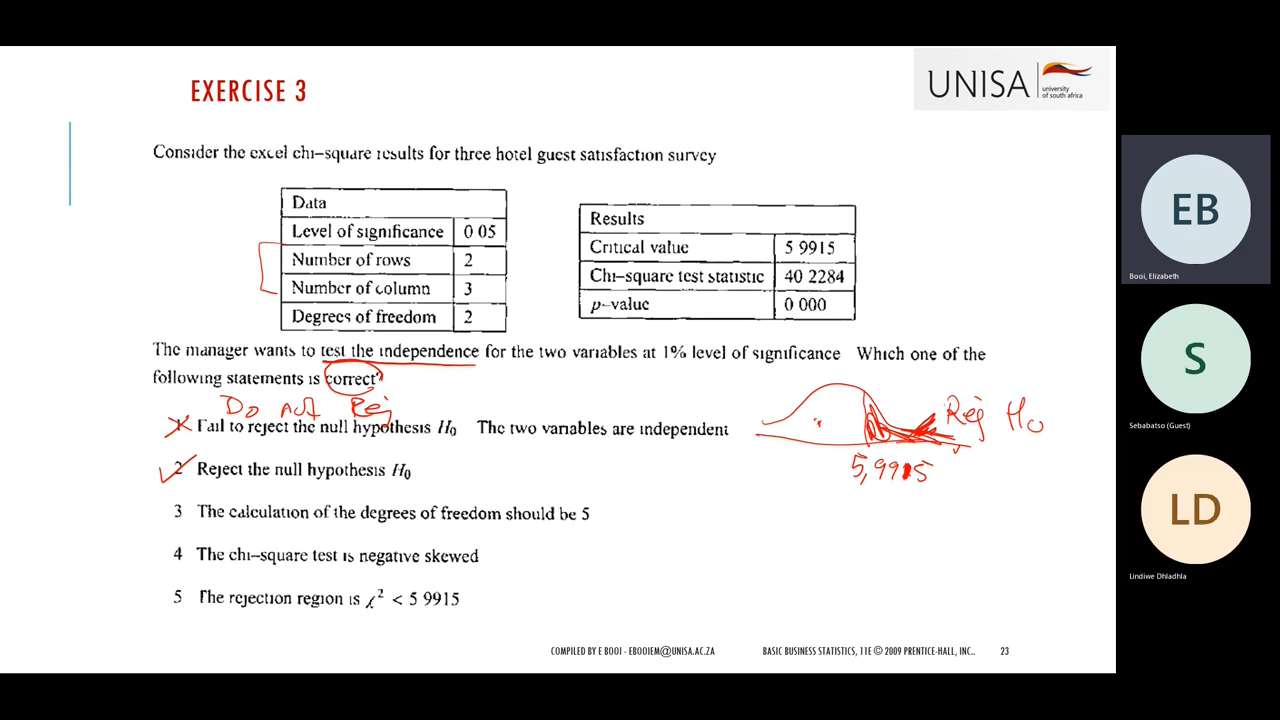 EXERCISE 3
UNISA
university
of south africa
Consider the excel chi-square results for three hotel guest satisfaction survey
Data
Level of significance 0 05
Number of rows 2
Number of column 3
Degrees of freedom 2
Results
Critical value 5 9915
Chi-square test statistic 40 2284
p-value 0 000
The manager wants to test the independence for the two variables at 1% level of significance Which one of the
following statements is correct?
Do not Rej
1 Fail to reject the null hypothesis H₀ The two variables are independent
Rej H₀
5,9915
2 Reject the null hypothesis H₀
3 The calculation of the degrees of freedom should be 5
4 The chi-square test is negative skewed
5 The rejection region is χ² < 5 9915
COMPILED BY E BOOI - EBOOIEM@UNISA.AC.ZA BASIC BUSINESS STATISTICS, 11E © 2009 PRENTICE-HALL, INC.. 23
EB
Booi, Elizabeth
S
Sebabatso (Guest)
LD
Lindiwe Dhladhla